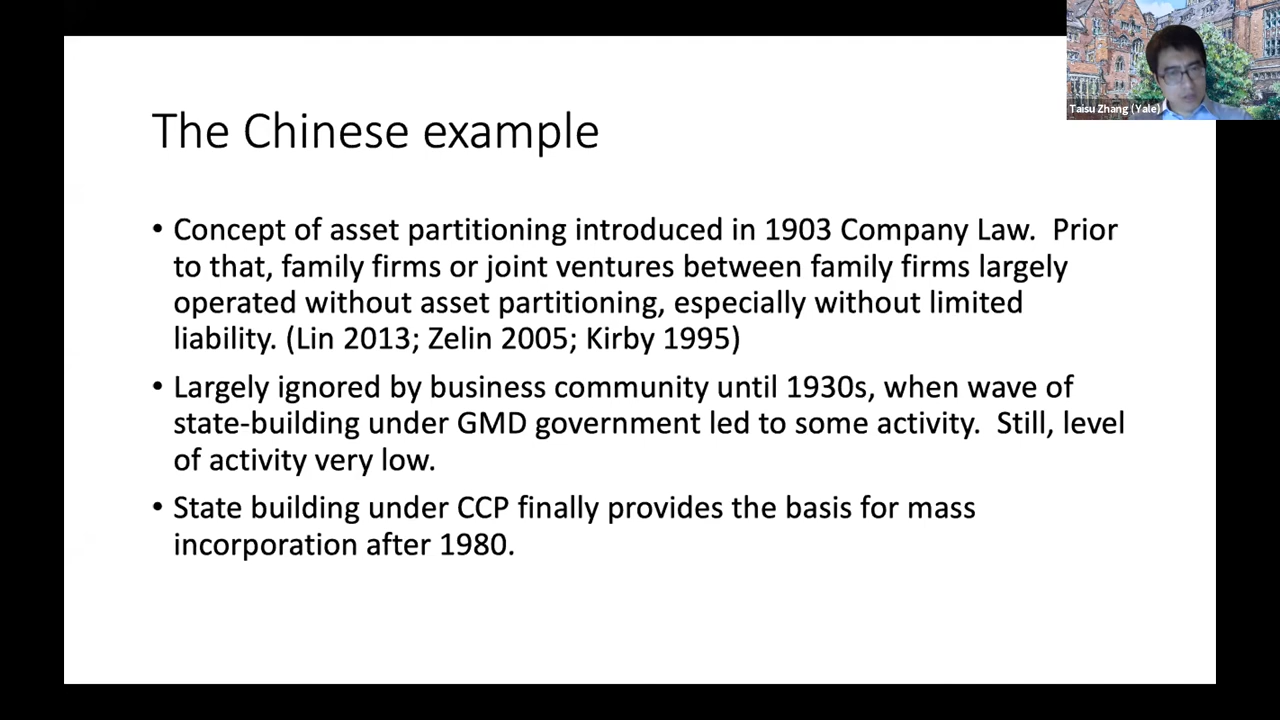 Taisu Zhang (Yale)
The Chinese example
• Concept of asset partitioning introduced in 1903 Company Law.  Prior
to that, family firms or joint ventures between family firms largely
operated without asset partitioning, especially without limited
liability. (Lin 2013; Zelin 2005; Kirby 1995)
• Largely ignored by business community until 1930s, when wave of
state-building under GMD government led to some activity.  Still, level
of activity very low.
• State building under CCP finally provides the basis for mass
incorporation after 1980.